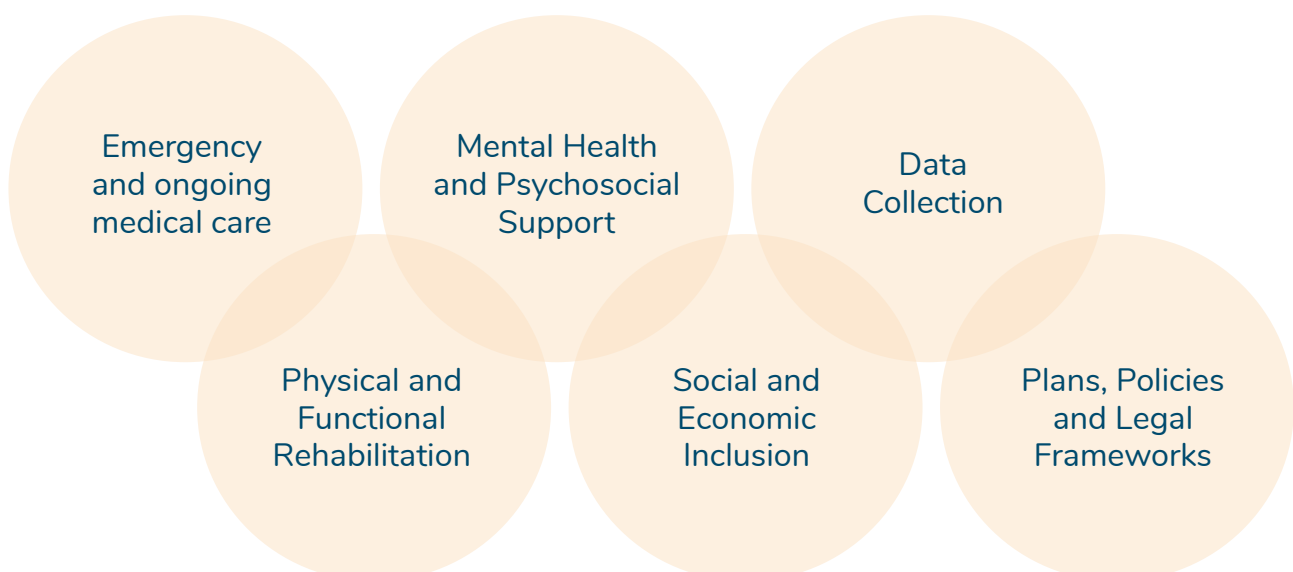 Emergency
and ongoing
medical care
Mental Health
and Psychosocial
Support
Data
Collection
Physical and
Functional
Rehabilitation
Social and
Economic
Inclusion
Plans, Policies
and Legal
Frameworks